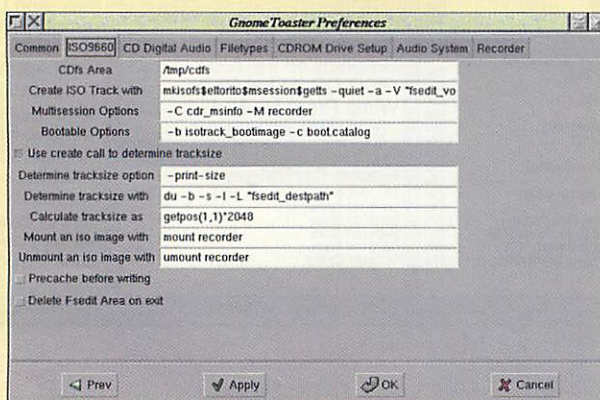 GnomeToaster Preferences
Common ISO9660 CD Digital Audio Filetypes CDROM Drive Setup Audio System Recorder
CDfs Area /tmp/cdfs
Create ISO Track with mkisofs$eltorito$msession$getts -quiet -a -V "fsedit_vo
Multisession Options -C cdr_msinfo -M recorder
Bootable Options -b isotrack_bootimage -c boot.catalog
Use create call to determine tracksize
Determine tracksize option -print-size
Determine tracksize with du -b -s -l -L "fsedit_destpath"
Calculate tracksize as getpos(1,1)*2048
Mount an iso image with mount recorder
Unmount an iso image with umount recorder
Precache before writing
Delete Fsedit Area on exit
Prev Apply OK Cancel